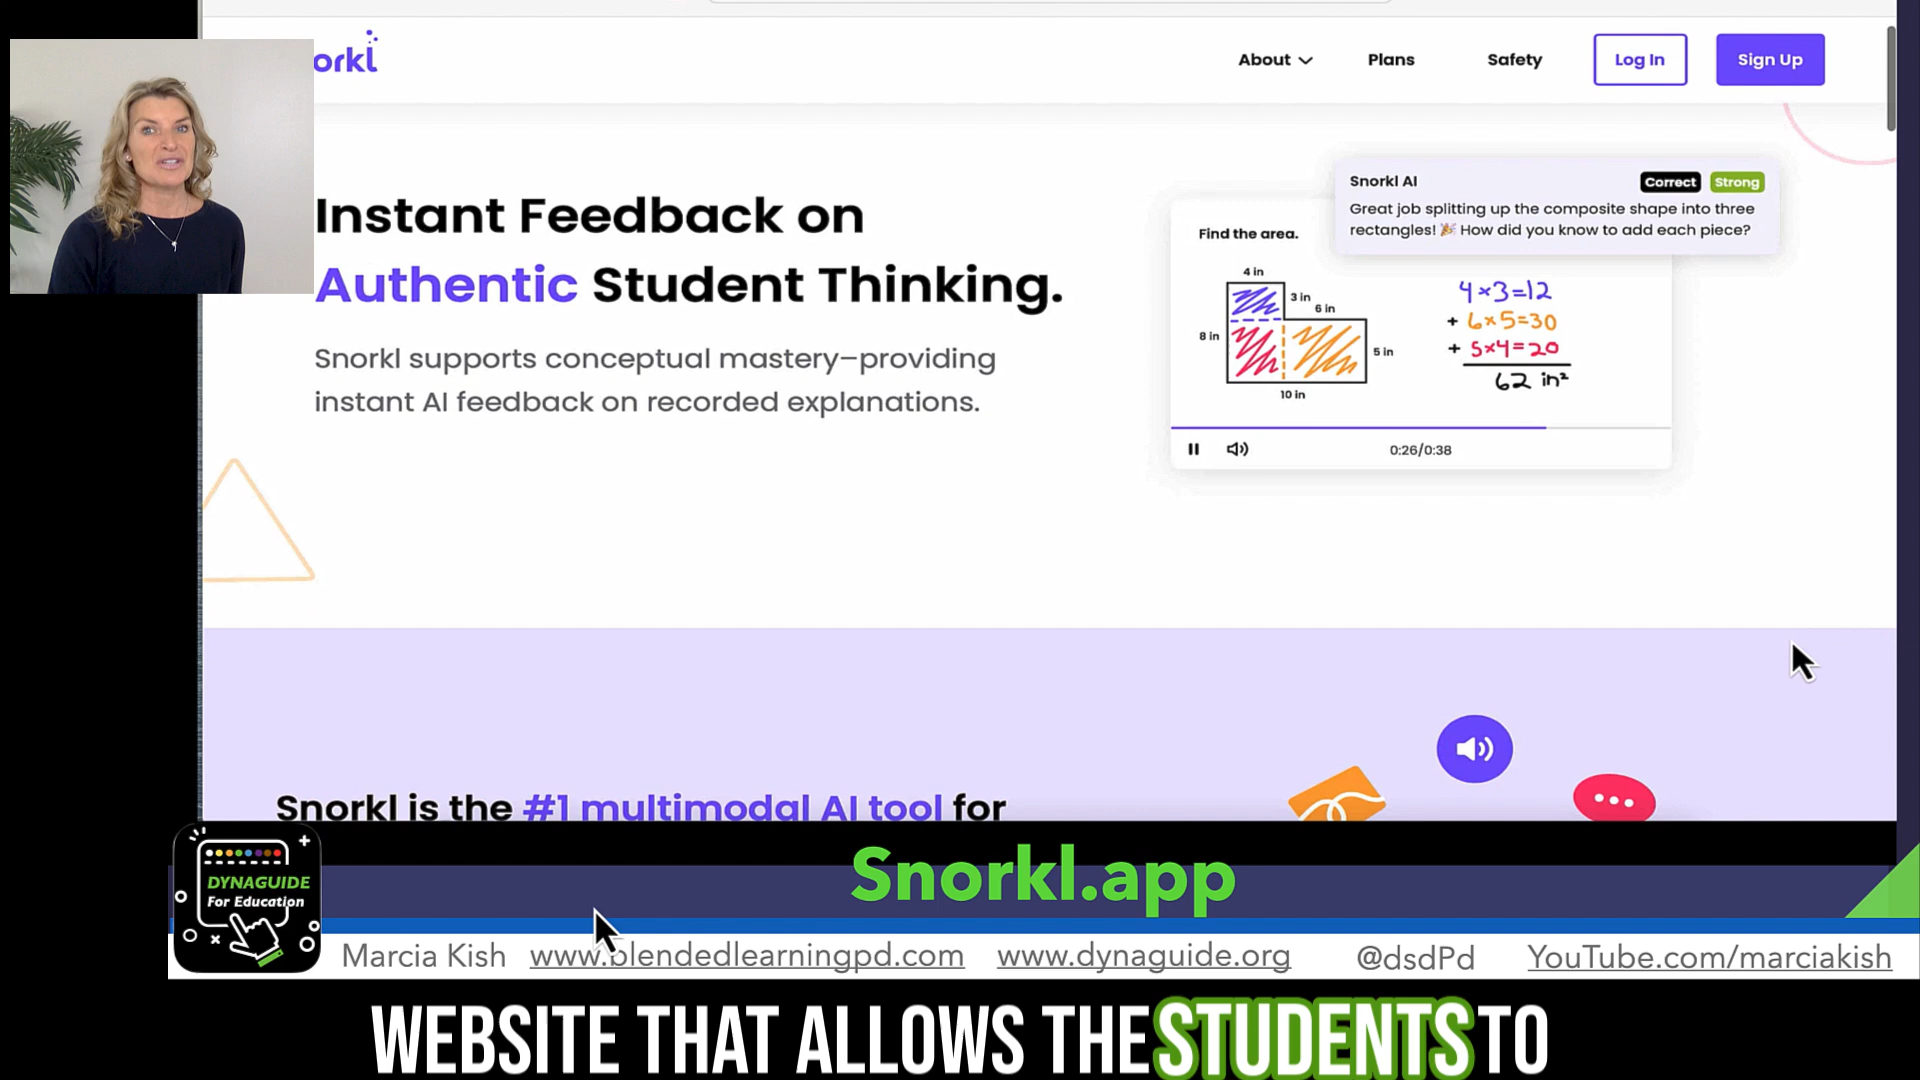 orkl
About
Plans
Safety
Log In
Sign Up
Instant Feedback on
Authentic Student Thinking.
Snorkl supports conceptual mastery–providing
instant AI feedback on recorded explanations.
Snorkl AI
Correct
Strong
Great job splitting up the composite shape into three
rectangles! 🎉 How did you know to add each piece?
Find the area.
4 in
3 in
6 in
8 in
5 in
10 in
4×3=12
+ 6×5=30
+ 5×4=20
62 in²
0:26/0:38
Snorkl is the #1 multimodal AI tool for
Snorkl.app
DYNAGUIDE
For Education
Marcia Kish www.blendedlearningpd.com www.dynaguide.org @dsdPd YouTube.com/marciakish
WEBSITE THAT ALLOWS THE STUDENTS TO